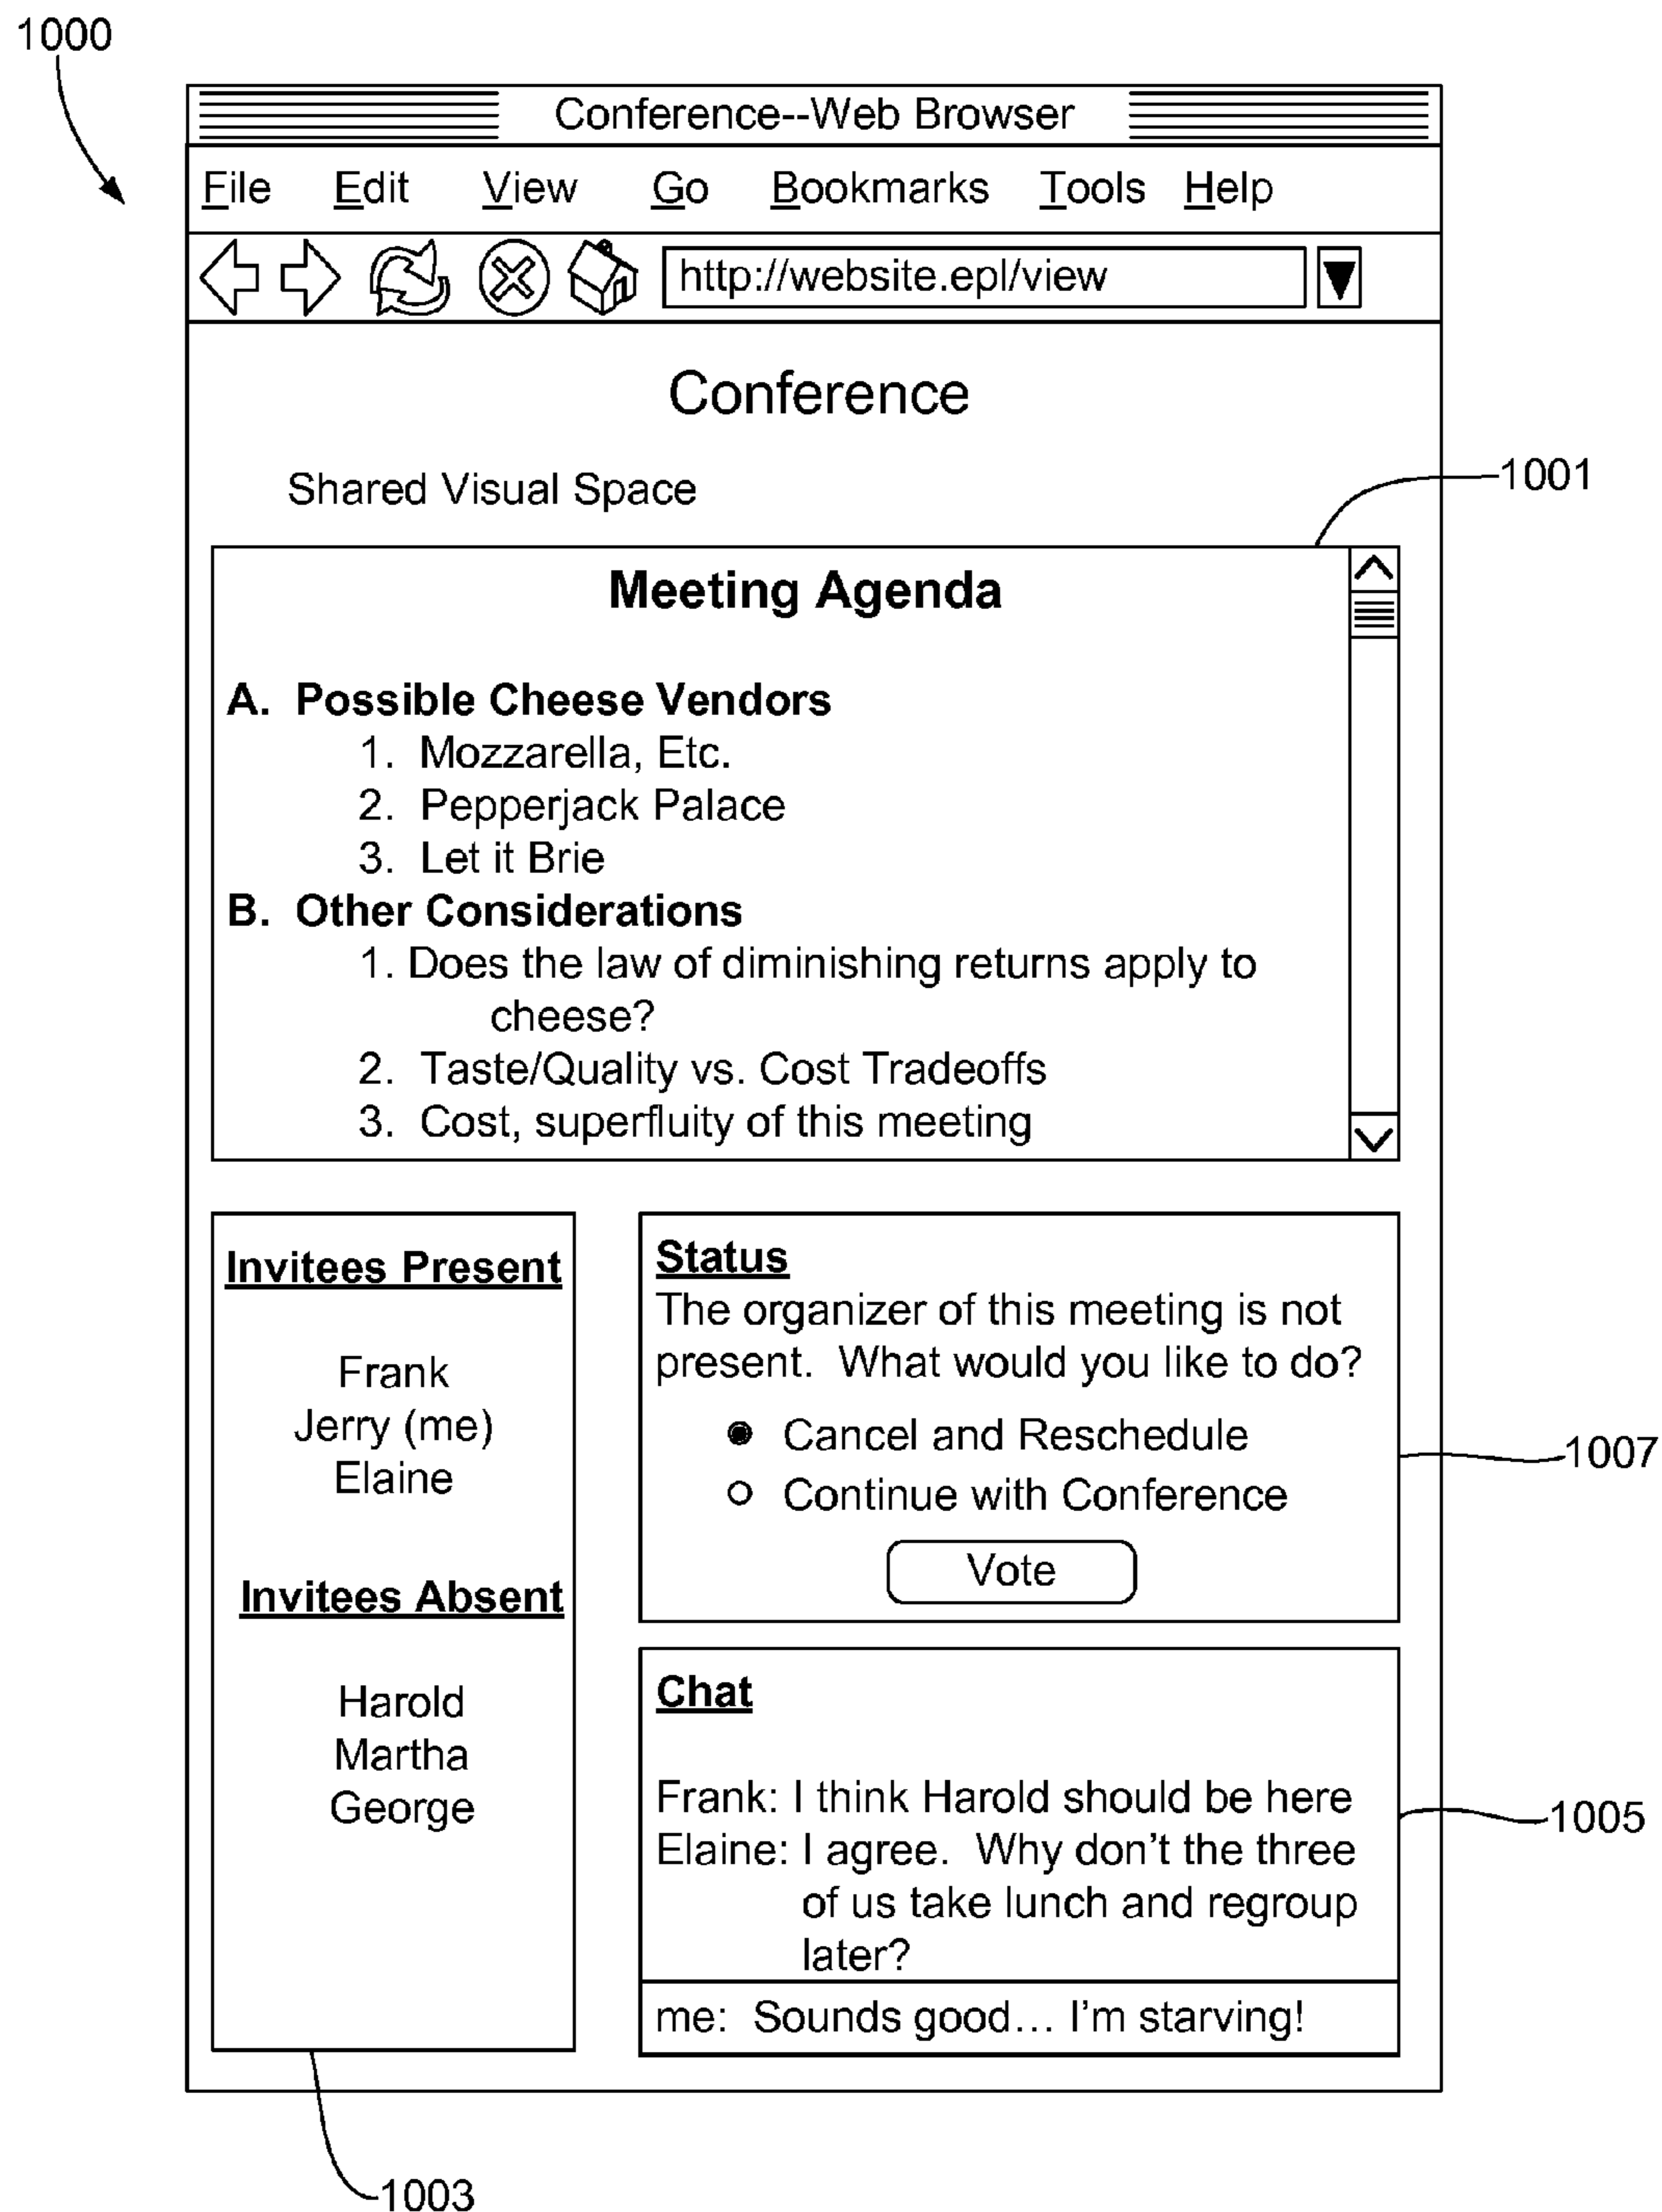 1000
Conference--Web Browser
File Edit View Go Bookmarks Tools Help
http://website.epl/view
Conference
Shared Visual Space
1001
Meeting Agenda
A. Possible Cheese Vendors
1. Mozzarella, Etc.
2. Pepperjack Palace
3. Let it Brie
B. Other Considerations
1. Does the law of diminishing returns apply to
cheese?
2. Taste/Quality vs. Cost Tradeoffs
3. Cost, superfluity of this meeting
Invitees Present
Frank
Jerry (me)
Elaine
Invitees Absent
Harold
Martha
George
1003
Status
The organizer of this meeting is not
present. What would you like to do?
Cancel and Reschedule
Continue with Conference
Vote
1007
Chat
Frank: I think Harold should be here
Elaine: I agree. Why don't the three
of us take lunch and regroup
later?
me: Sounds good... I'm starving!
1005